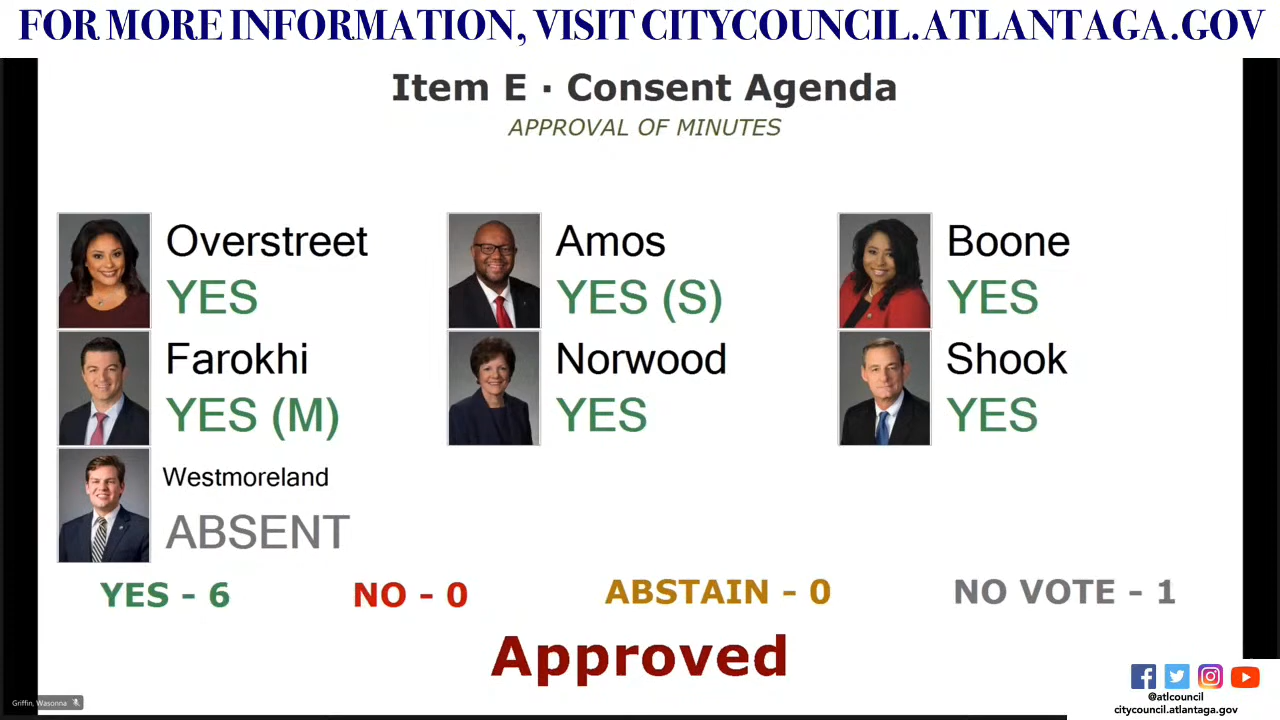 FOR MORE INFORMATION, VISIT CITYCOUNCIL.ATLANTAGA.GOV
Item E · Consent Agenda
APPROVAL OF MINUTES
Overstreet
YES
Amos
YES (S)
Boone
YES
Farokhi
YES (M)
Norwood
YES
Shook
YES
Westmoreland
ABSENT
YES - 6 NO - 0 ABSTAIN - 0 NO VOTE - 1
Approved
Griffin, Wasonna
@atlcouncil
citycouncil.atlantaga.gov